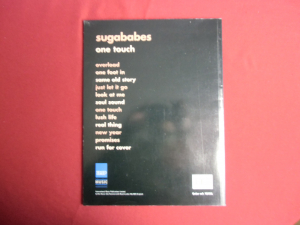 sugababes
one touch
overload
one foot in
same old story
just let it go
look at me
soul sound
one touch
lush life
real thing
new year
promises
run for cover